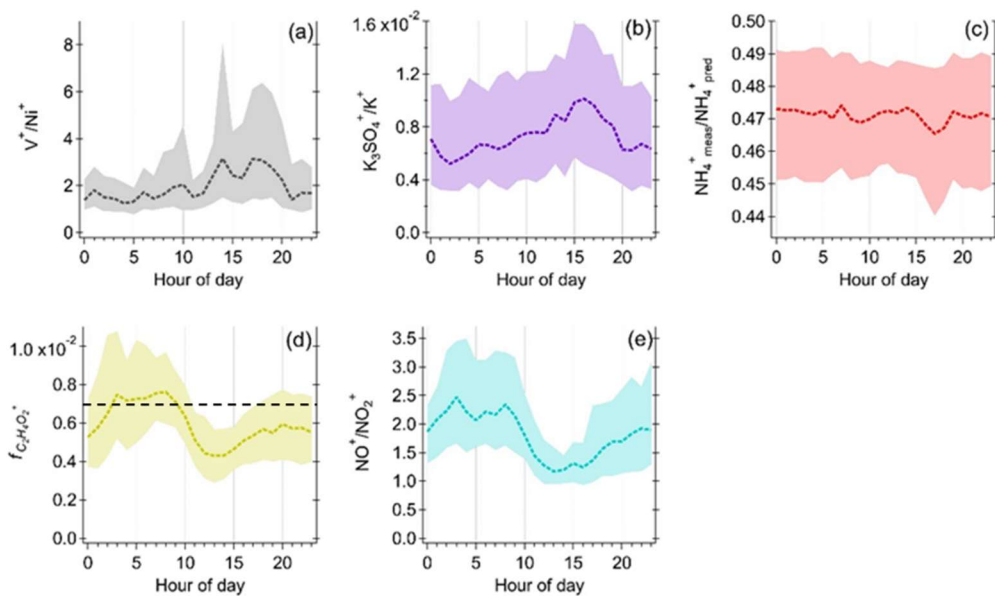 (a)
V⁺/Ni⁺
8
6
4
2
0
0 5 10 15 20
Hour of day
(b)
K₃SO₄⁺/K⁺
1.6 x10⁻²
1.2
0.8
0.4
0.0
0 5 10 15 20
Hour of day
(c)
NH₄⁺meas/NH₄⁺pred
0.50
0.49
0.48
0.47
0.46
0.45
0.44
0 5 10 15 20
Hour of day
(d)
fC₂H₄O₂⁺
1.0 x10⁻²
0.8
0.6
0.4
0.2
0.0
0 5 10 15 20
Hour of day
(e)
NO⁺/NO₂⁺
3.5
3.0
2.5
2.0
1.5
1.0
0.5
0.0
0 5 10 15 20
Hour of day